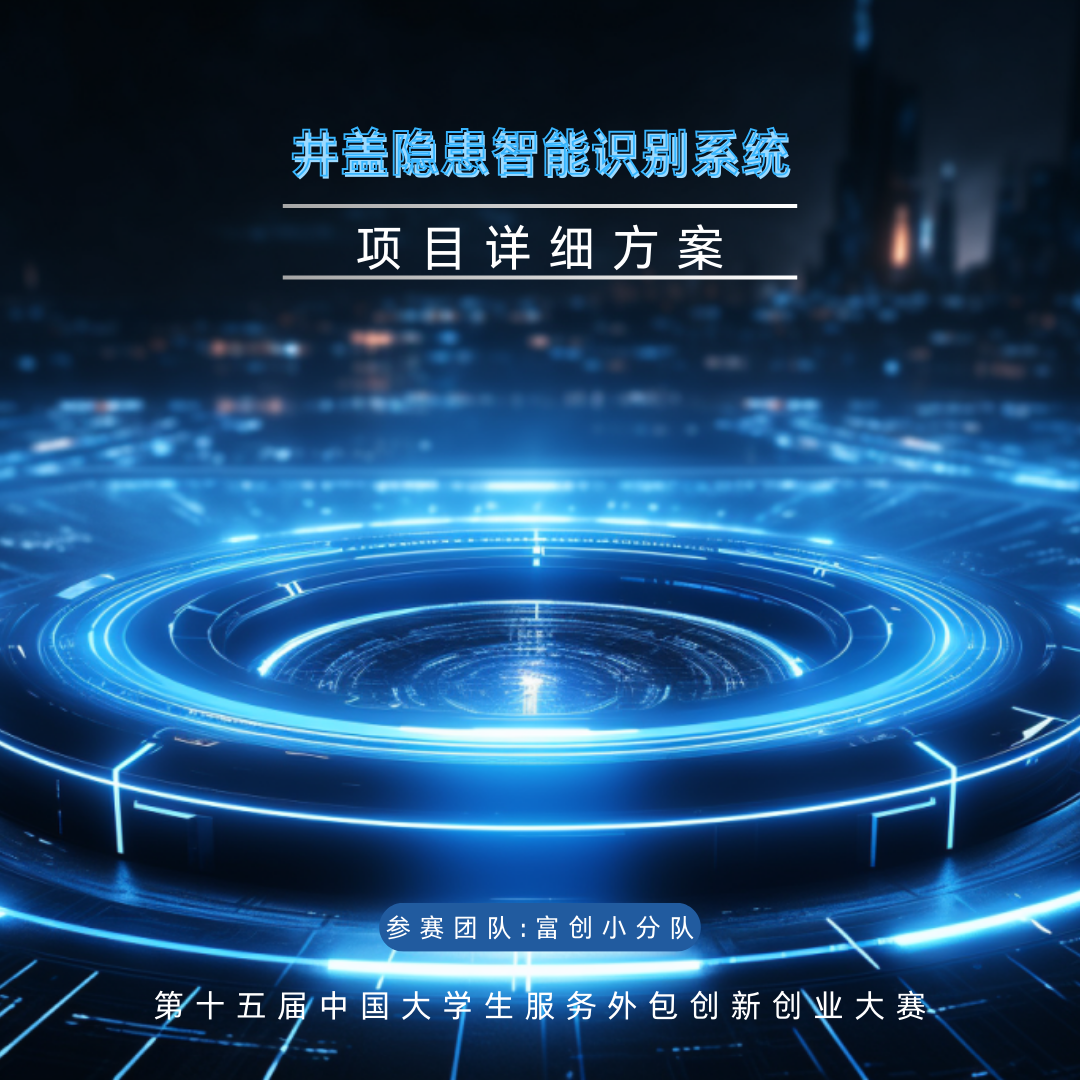 井盖隐患智能识别系统
项目详细方案
参赛团队:富创小分队
第十五届中国大学生服务外包创新创业大赛